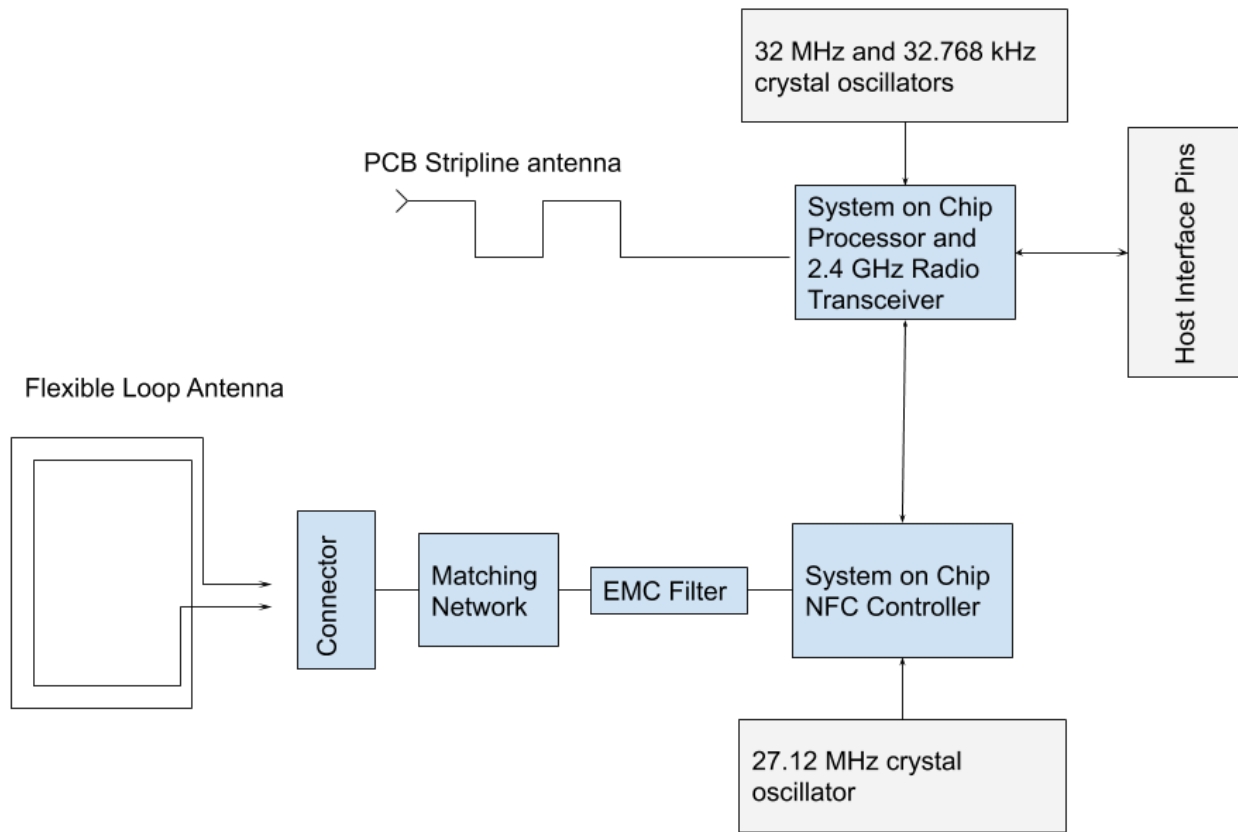 32 MHz and 32.768 kHz
crystal oscillators
PCB Stripline antenna
System on Chip
Processor and
2.4 GHz Radio
Transceiver
Host Interface Pins
Flexible Loop Antenna
Connector
Matching
Network
EMC Filter
System on Chip
NFC Controller
27.12 MHz crystal
oscillator